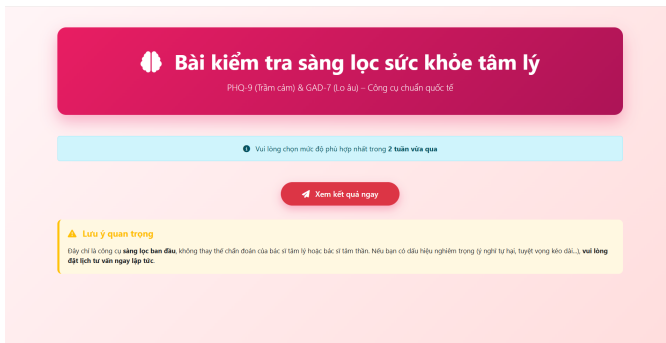 Bài kiểm tra sàng lọc sức khỏe tâm lý
PHQ-9 (Trầm cảm) & GAD-7 (Lo âu) – Công cụ chuẩn quốc tế
Vui lòng chọn mức độ phù hợp nhất trong 2 tuần vừa qua
Xem kết quả ngay
Lưu ý quan trọng
Đây chỉ là công cụ sàng lọc ban đầu, không thay thế chẩn đoán của bác sĩ tâm lý hoặc bác sĩ tâm thần. Nếu bạn có dấu hiệu nghiêm trọng (ý nghĩ tự hại, tuyệt vọng kéo dài...), vui lòng
đặt lịch tư vấn ngay lập tức.